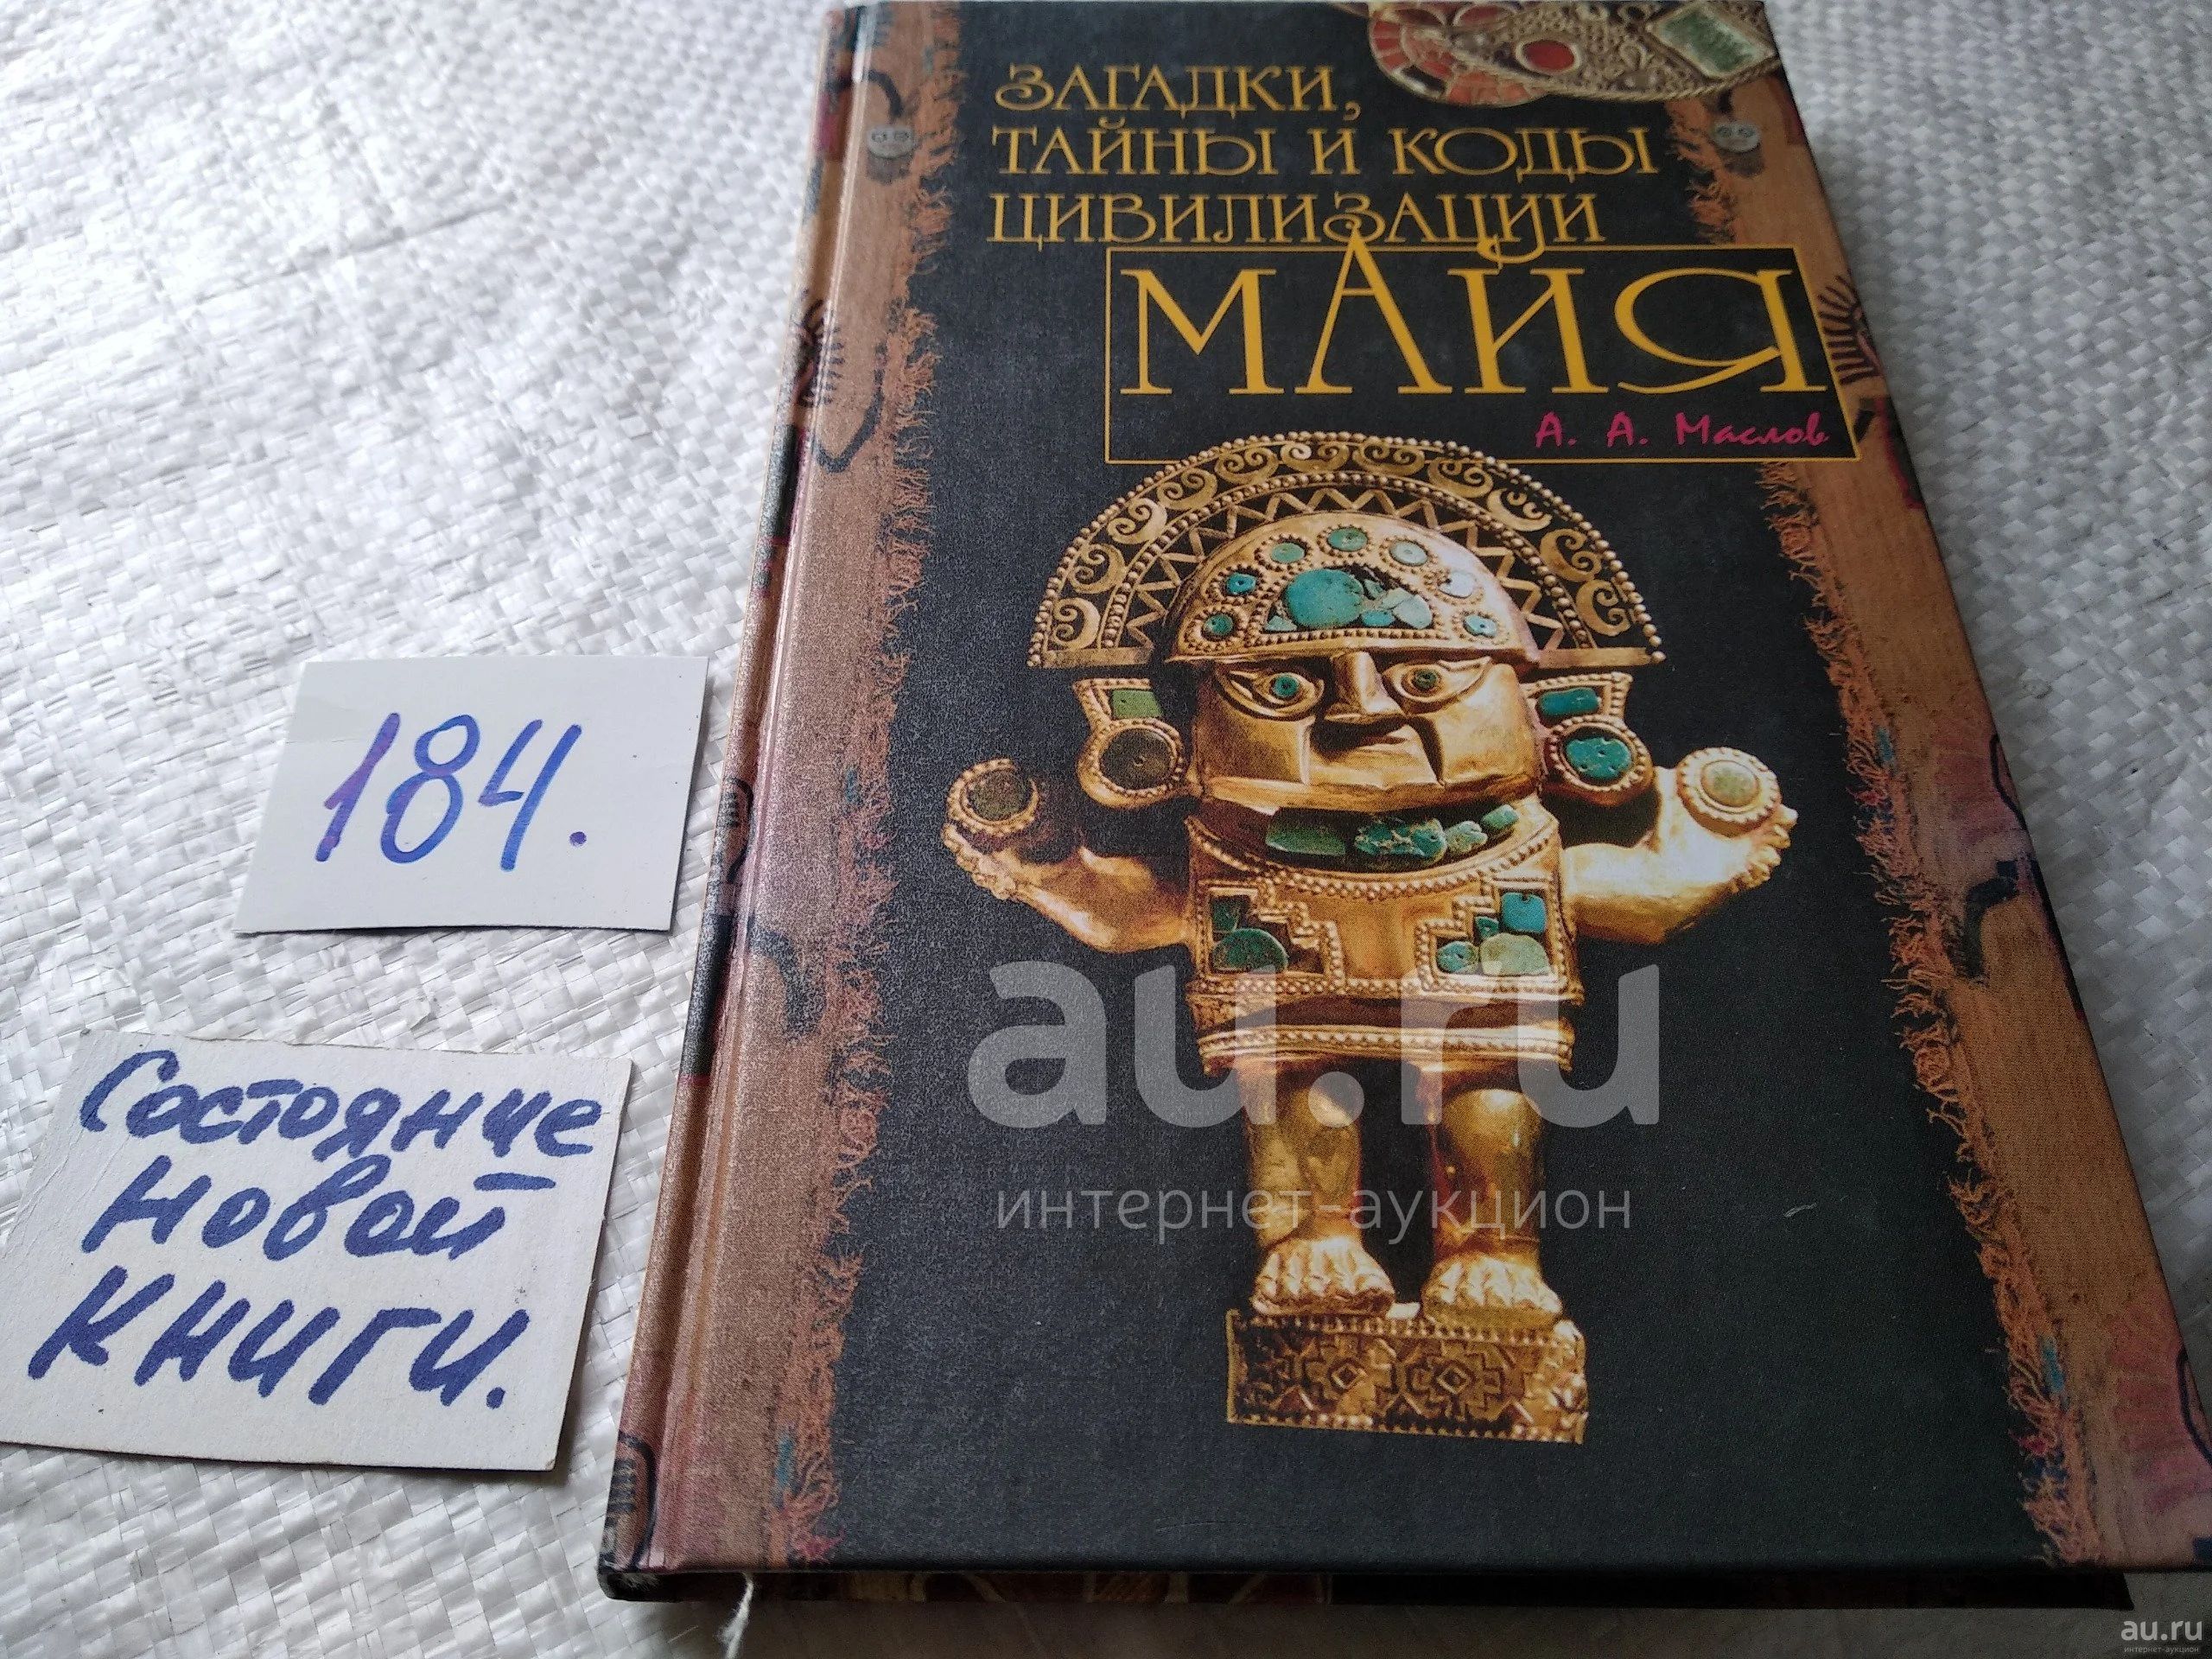 ЗАГАДКИ,
ТАЙНЫ И КОДЫ
ЦИВИЛИЗАЦИИ
МАЙЯ
А. А. Маслов
184.
Состояние
новой
книги.
au.ru
интернет-аукцион
au.ru
интернет-аукцион